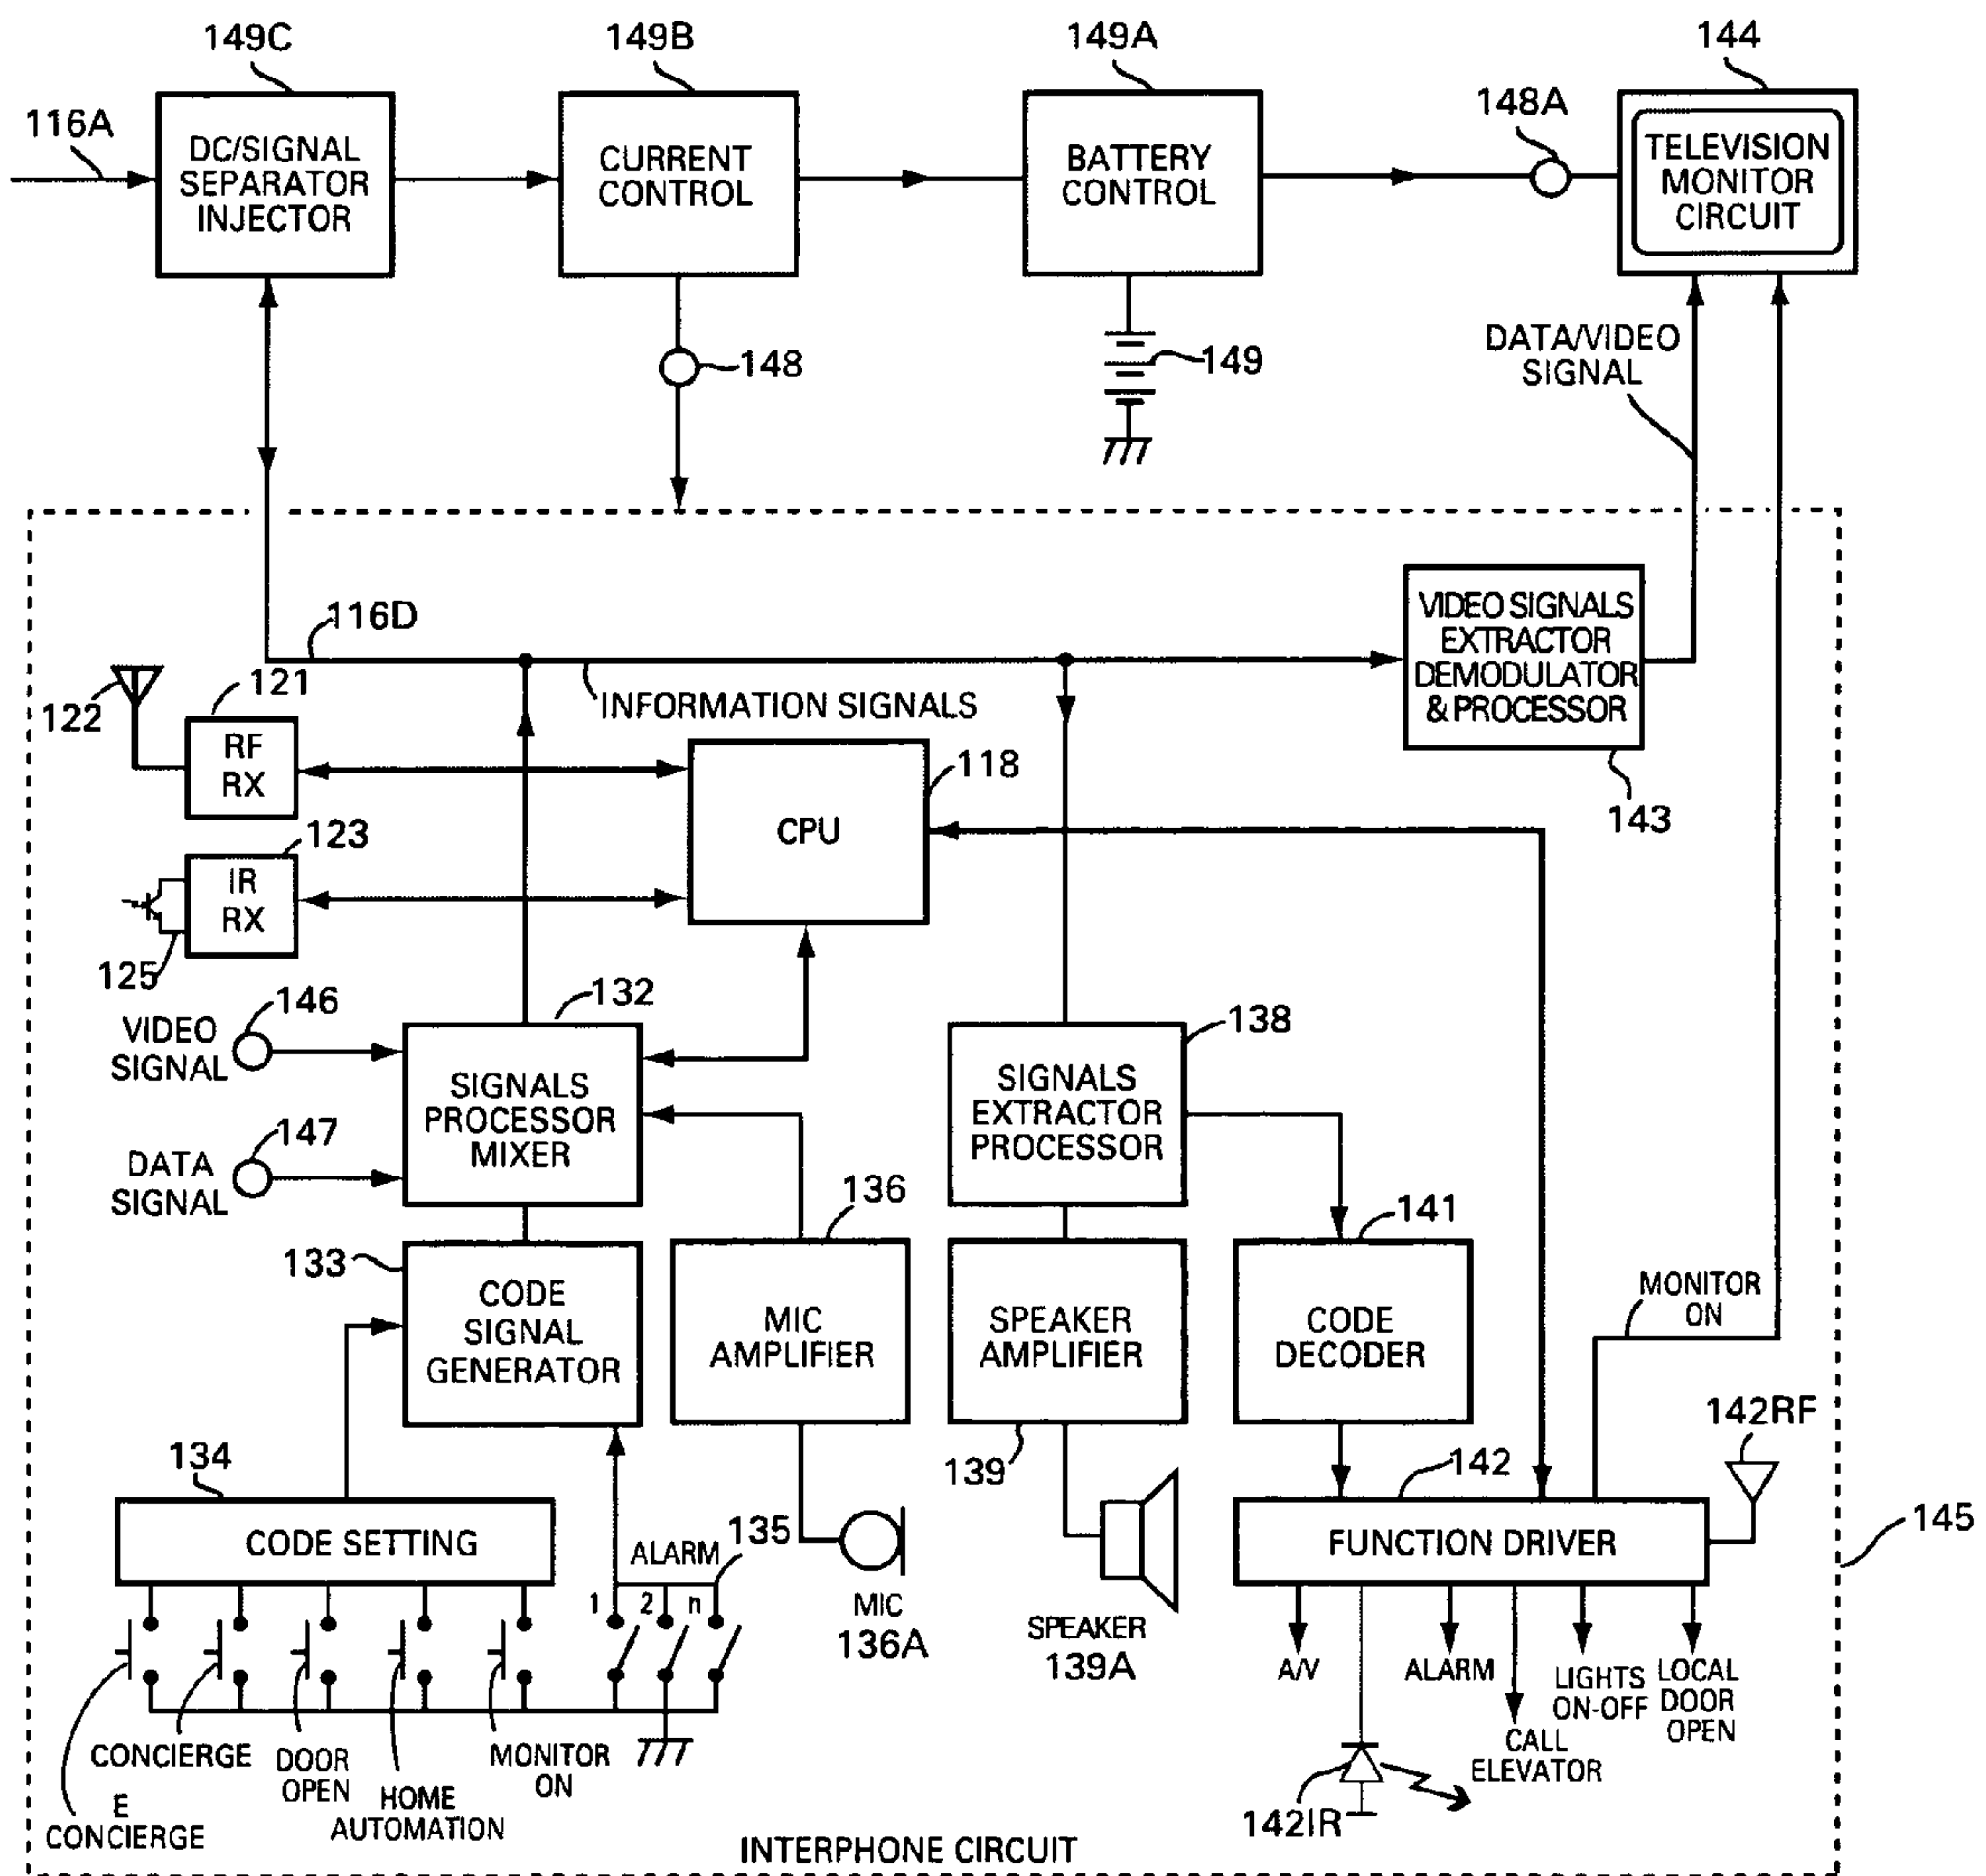 149C
149B
149A
144
116A
148A
DC/SIGNAL
SEPARATOR
INJECTOR
CURRENT
CONTROL
BATTERY
CONTROL
TELEVISION
MONITOR
CIRCUIT
148
149
DATA/VIDEO
SIGNAL
116D
INFORMATION SIGNALS
VIDEO SIGNALS
EXTRACTOR
DEMODULATOR
& PROCESSOR
143
122
121
RF
RX
118
CPU
123
IR
RX
125
146
VIDEO
SIGNAL
132
SIGNALS
PROCESSOR
MIXER
138
SIGNALS
EXTRACTOR
PROCESSOR
147
DATA
SIGNAL
136
141
133
CODE
SIGNAL
GENERATOR
MIC
AMPLIFIER
SPEAKER
AMPLIFIER
CODE
DECODER
MONITOR
ON
142RF
134
139
142
CODE SETTING
ALARM
135
FUNCTION DRIVER
145
1
2
n
MIC
136A
SPEAKER
139A
A/V
ALARM
LIGHTS
ON-OFF
LOCAL
DOOR
OPEN
CALL
ELEVATOR
CONCIERGE
DOOR
OPEN
MONITOR
ON
E
CONCIERGE
HOME
AUTOMATION
142IR
INTERPHONE CIRCUIT